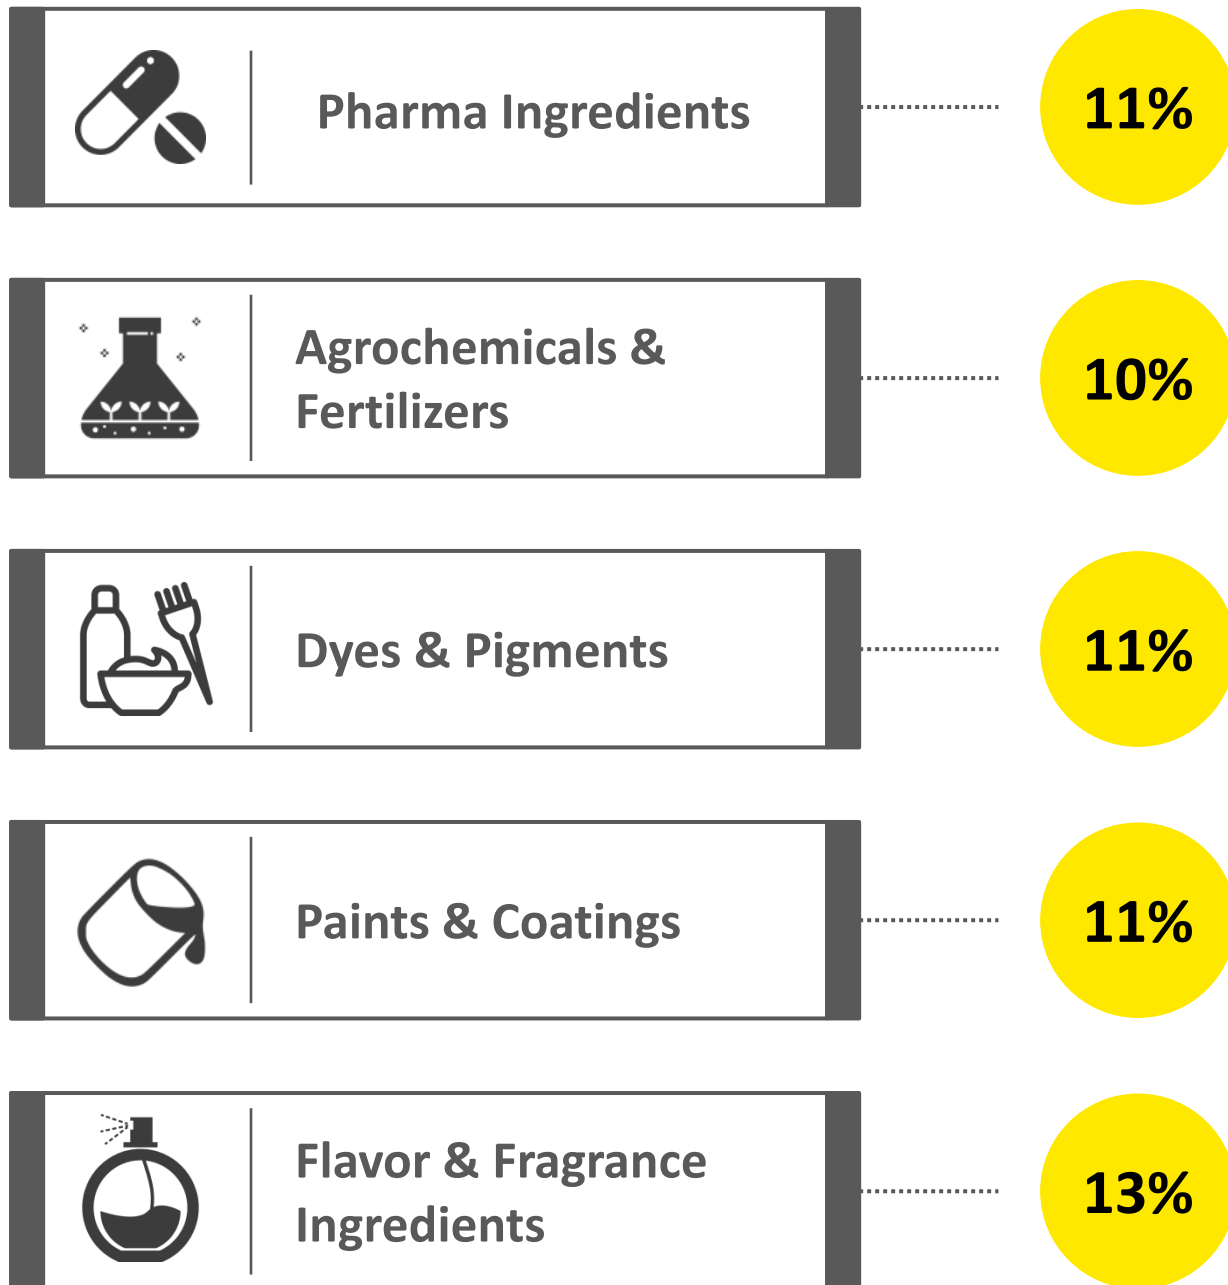 Pharma Ingredients
11%
Agrochemicals &
Fertilizers
10%
Dyes & Pigments
11%
Paints & Coatings
11%
Flavor & Fragrance
Ingredients
13%